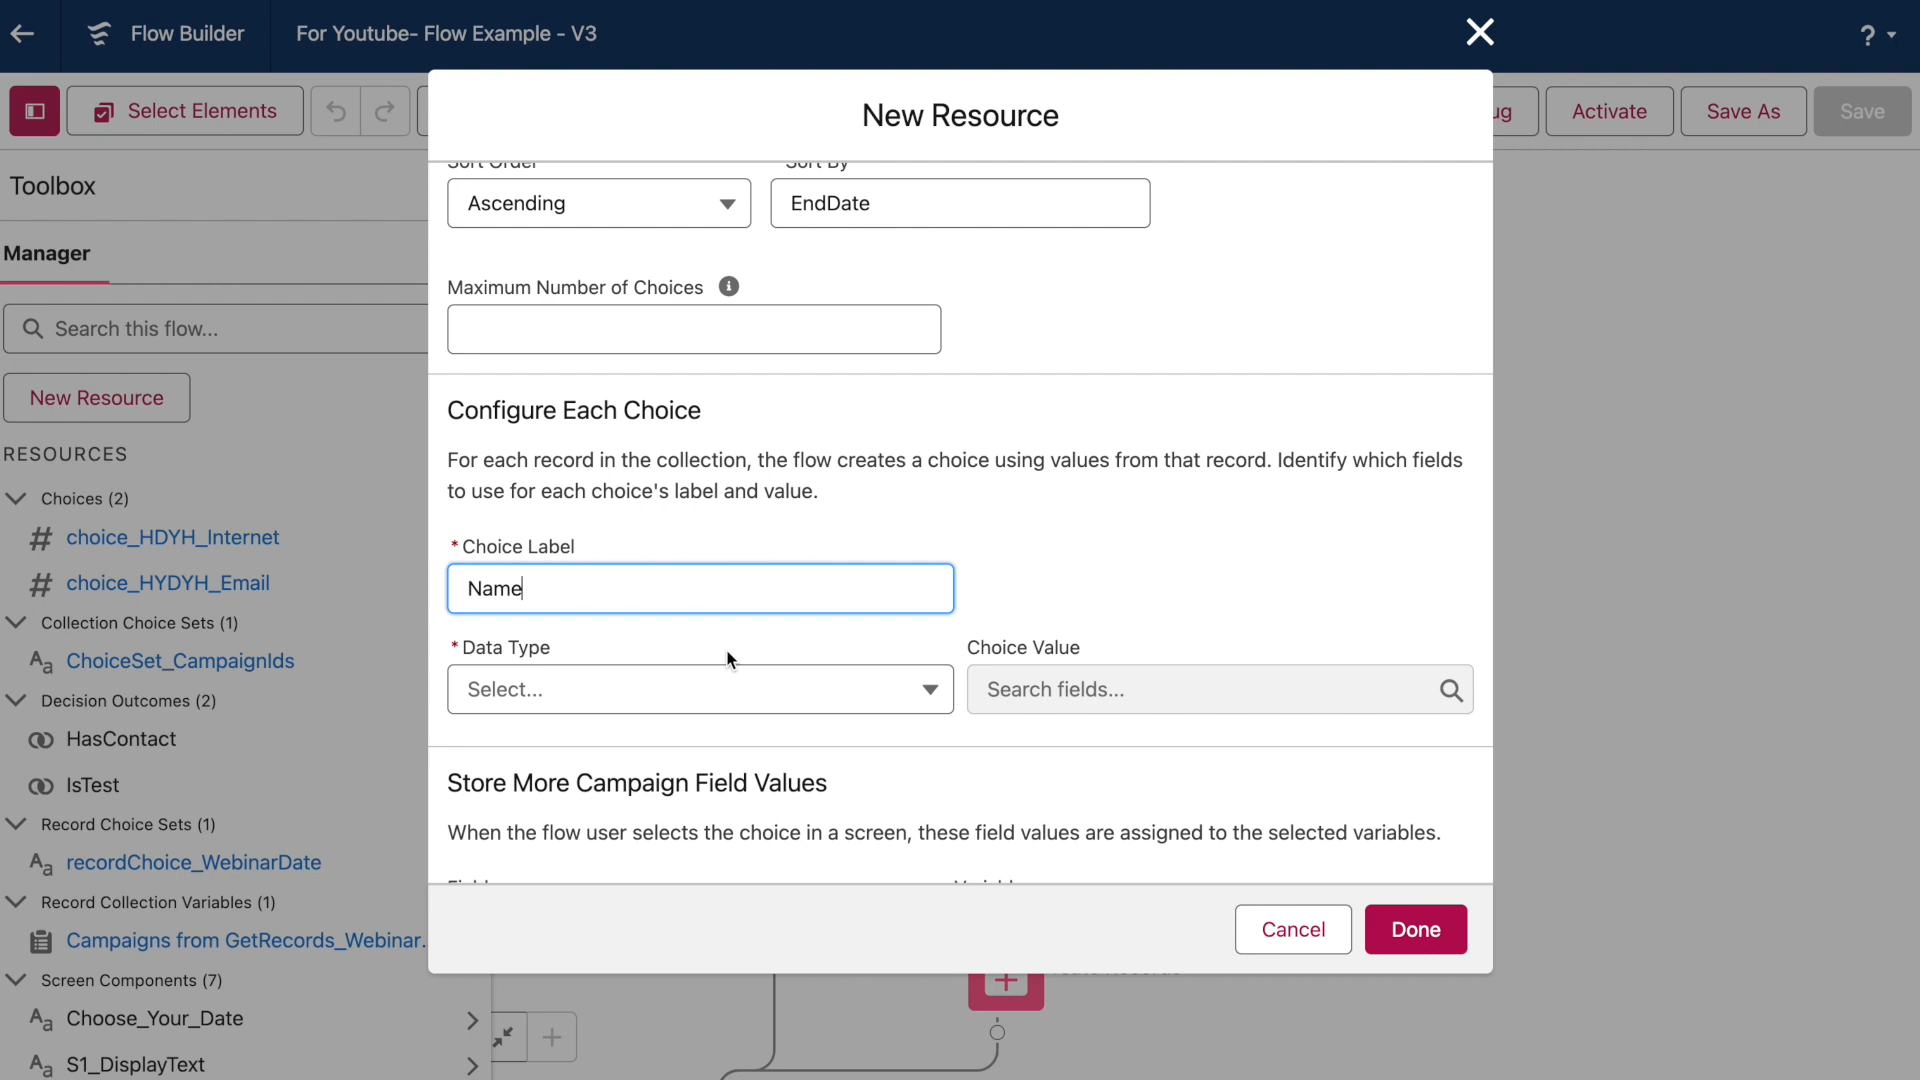 Flow Builder
For Youtube- Flow Example - V3
?
Select Elements
Activate
Save As
Save
New Resource
Toolbox
Sort Order
Sort By
Ascending
EndDate
Manager
Maximum Number of Choices
Search this flow...
New Resource
Configure Each Choice
For each record in the collection, the flow creates a choice using values from that record. Identify which fields
to use for each choice's label and value.
RESOURCES
Choices (2)
choice_HDYH_Internet
choice_HYDYH_Email
Collection Choice Sets (1)
ChoiceSet_CampaignIds
Decision Outcomes (2)
HasContact
IsTest
Record Choice Sets (1)
recordChoice_WebinarDate
Record Collection Variables (1)
Campaigns from GetRecords_Webinar.
Screen Components (7)
Choose_Your_Date
S1_DisplayText
* Choice Label
Name
* Data Type
Choice Value
Select...
Search fields...
Store More Campaign Field Values
When the flow user selects the choice in a screen, these field values are assigned to the selected variables.
Cancel
Done